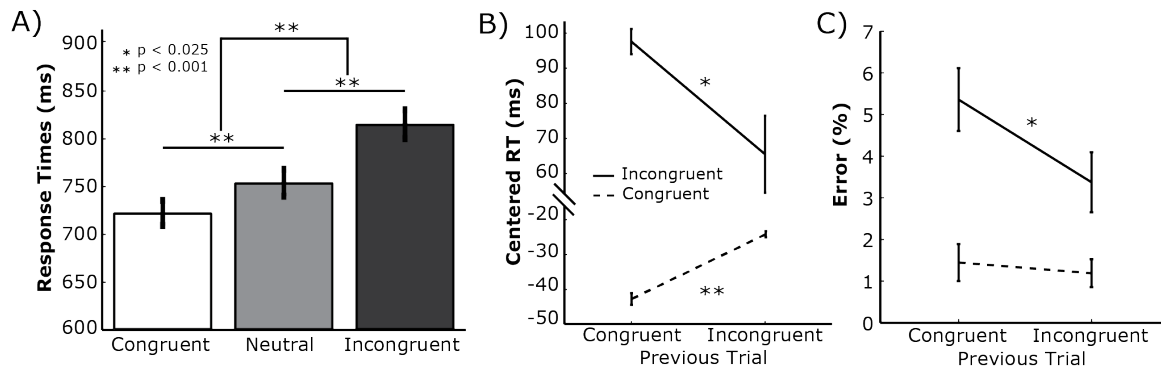 A)
Response Times (ms)
900
850
800
750
700
650
600
* p < 0.025
** p < 0.001
**
**
**
Congruent Neutral Incongruent
B)
Centered RT (ms)
100
90
80
70
60
-20
-30
-40
-50
*
Incongruent
Congruent
**
Congruent Incongruent
Previous Trial
C)
Error (%)
7
6
5
4
3
2
1
0
*
Congruent Incongruent
Previous Trial